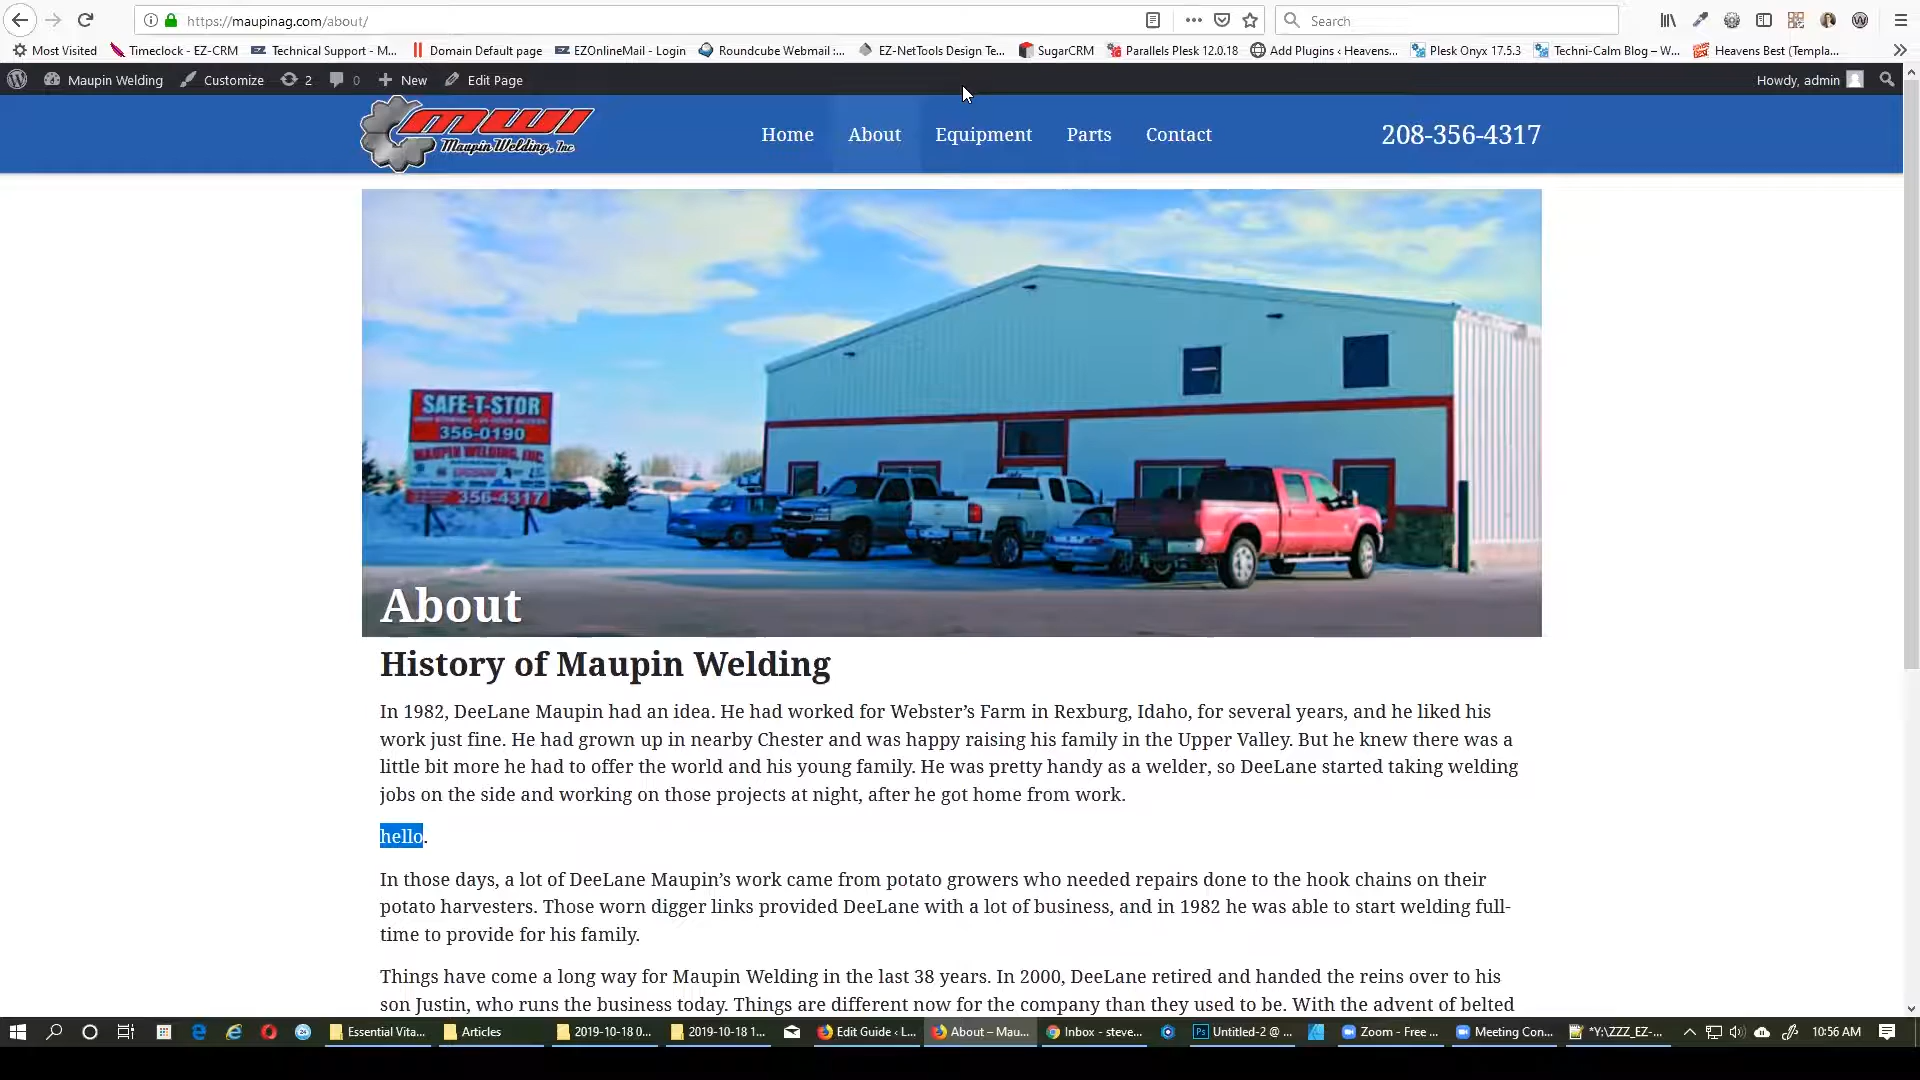 https://maupinag.com/about/
Search
Most Visited
Timeclock - EZ-CRM
Technical Support - M...
Domain Default page
EZOnlineMail - Login
Roundcube Webmail :...
EZ-NetTools Design Te...
SugarCRM
Parallels Plesk 12.0.18
Add Plugins ‹ Heavens...
Plesk Onyx 17.5.3
Techni-Calm Blog – W...
Heavens Best (Templa...
Maupin Welding
Customize
2
0
New
Edit Page
Howdy, admin
MWI
Maupin Welding, Inc
Home
About
Equipment
Parts
Contact
208-356-4317
SAFE-T-STOR
356-0190
MAUPIN WELDING, INC.
356-4317
About
History of Maupin Welding
In 1982, DeeLane Maupin had an idea. He had worked for Webster’s Farm in Rexburg, Idaho, for several years, and he liked his
work just fine. He had grown up in nearby Chester and was happy raising his family in the Upper Valley. But he knew there was a
little bit more he had to offer the world and his young family. He was pretty handy as a welder, so DeeLane started taking welding
jobs on the side and working on those projects at night, after he got home from work.
hello.
In those days, a lot of DeeLane Maupin’s work came from potato growers who needed repairs done to the hook chains on their
potato harvesters. Those worn digger links provided DeeLane with a lot of business, and in 1982 he was able to start welding full-
time to provide for his family.
Things have come a long way for Maupin Welding in the last 38 years. In 2000, DeeLane retired and handed the reins over to his
son Justin, who runs the business today. Things are different now for the company than they used to be. With the advent of belted
Essential Vita...
Articles
2019-10-18 0...
2019-10-18 1...
Edit Guide ‹ L...
About – Mau...
Inbox - steve...
Untitled-2 @ ...
Zoom - Free ...
Meeting Con...
*Y:\ZZZ_EZ-...
10:56 AM